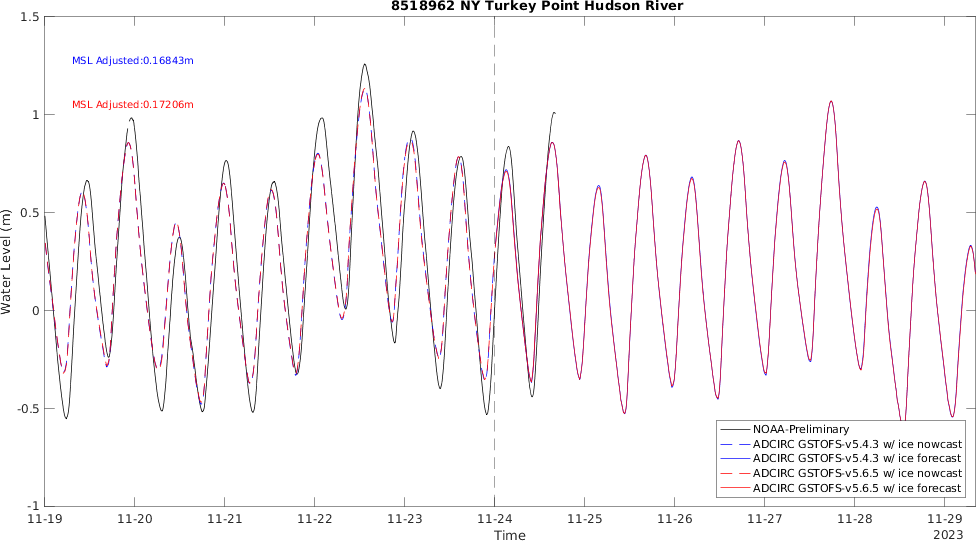 8518962 NY Turkey Point Hudson River
1.5
MSL Adjusted:0.16843m
MSL Adjusted:0.17206m
1
0.5
0
-0.5
-1
Water Level (m)
NOAA-Preliminary
ADCIRC GSTOFS-v5.4.3 w/ ice nowcast
ADCIRC GSTOFS-v5.4.3 w/ ice forecast
ADCIRC GSTOFS-v5.6.5 w/ ice nowcast
ADCIRC GSTOFS-v5.6.5 w/ ice forecast
11-19 11-20 11-21 11-22 11-23 11-24 11-25 11-26 11-27 11-28 11-29
Time
2023